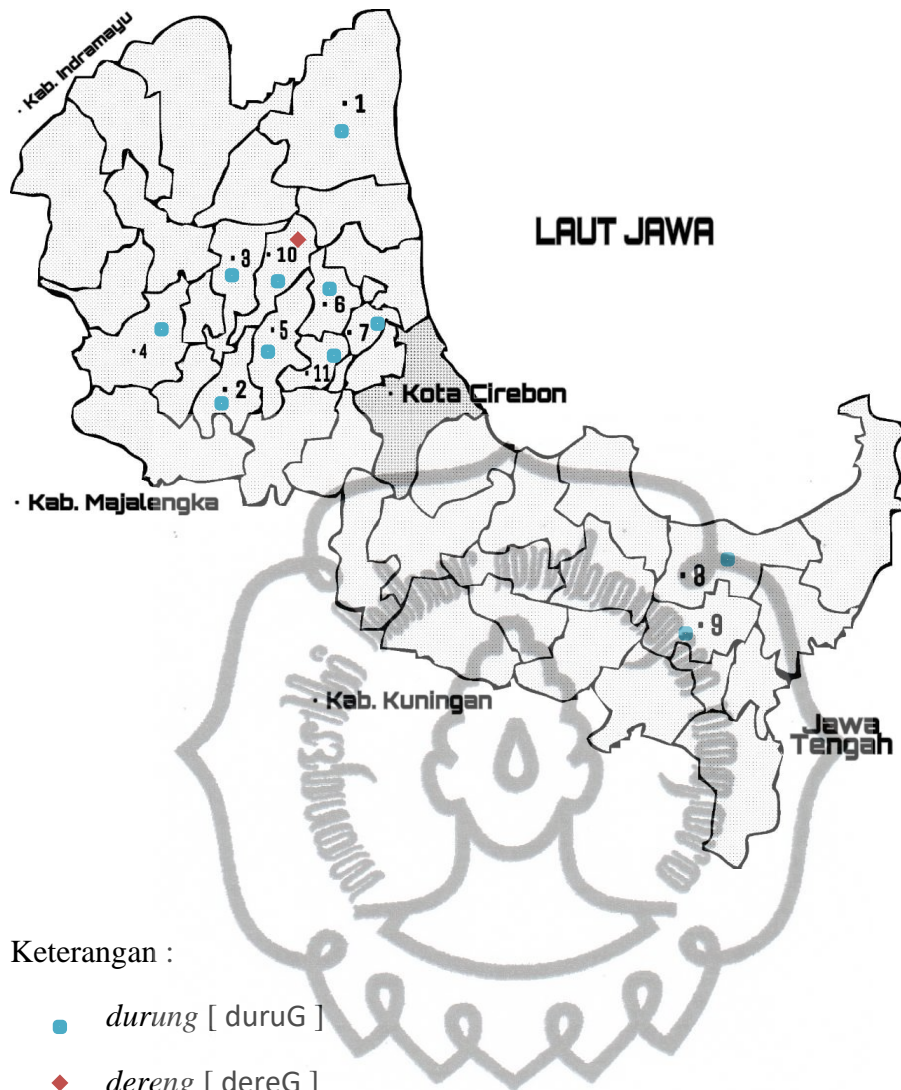 · Kab. Indramayu
· 1
LAUT JAWA
· 3
· 10
· 6
· 5
· 7
· 4
· 11
· 2
· Kota Cirebon
· Kab. Majalengka
· 8
· 9
· Kab. Kuningan
Jawa
Tengah
Keterangan :
durung [ duruG ]
dereng [ dereG ]